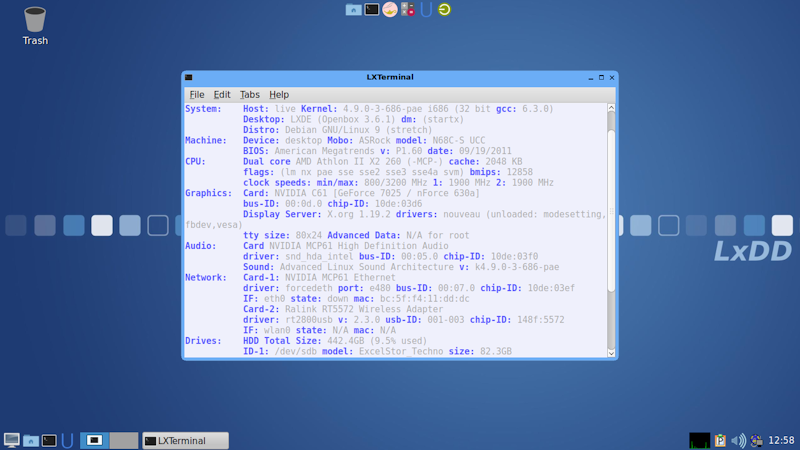 Trash
LXTerminal
File Edit Tabs Help
System: Host: live Kernel: 4.9.0-3-686-pae i686 (32 bit gcc: 6.3.0)
Desktop: LXDE (Openbox 3.6.1) dm: (startx)
Distro: Debian GNU/Linux 9 (stretch)
Machine: Device: desktop Mobo: ASRock model: N68C-S UCC
BIOS: American Megatrends v: P1.60 date: 09/19/2011
CPU: Dual core AMD Athlon II X2 260 (-MCP-) cache: 2048 KB
flags: (lm nx pae sse sse2 sse3 sse4a svm) bmips: 12858
clock speeds: min/max: 800/3200 MHz 1: 1900 MHz 2: 1900 MHz
Graphics: Card: NVIDIA C61 [GeForce 7025 / nForce 630a]
bus-ID: 00:0d.0 chip-ID: 10de:03d6
Display Server: X.org 1.19.2 drivers: nouveau (unloaded: modesetting,
fbdev,vesa)
tty size: 80x24 Advanced Data: N/A for root
Audio: Card NVIDIA MCP61 High Definition Audio
driver: snd_hda_intel bus-ID: 00:05.0 chip-ID: 10de:03f0
Sound: Advanced Linux Sound Architecture v: k4.9.0-3-686-pae
Network: Card-1: NVIDIA MCP61 Ethernet
driver: forcedeth port: e480 bus-ID: 00:07.0 chip-ID: 10de:03ef
IF: eth0 state: down mac: bc:5f:f4:11:dd:dc
Card-2: Ralink RT5572 Wireless Adapter
driver: rt2800usb v: 2.3.0 usb-ID: 001-003 chip-ID: 148f:5572
IF: wlan0 state: N/A mac: N/A
Drives: HDD Total Size: 442.4GB (9.5% used)
ID-1: /dev/sdb model: ExcelStor_Techno size: 82.3GB
LxDD
LXTerminal
12:58